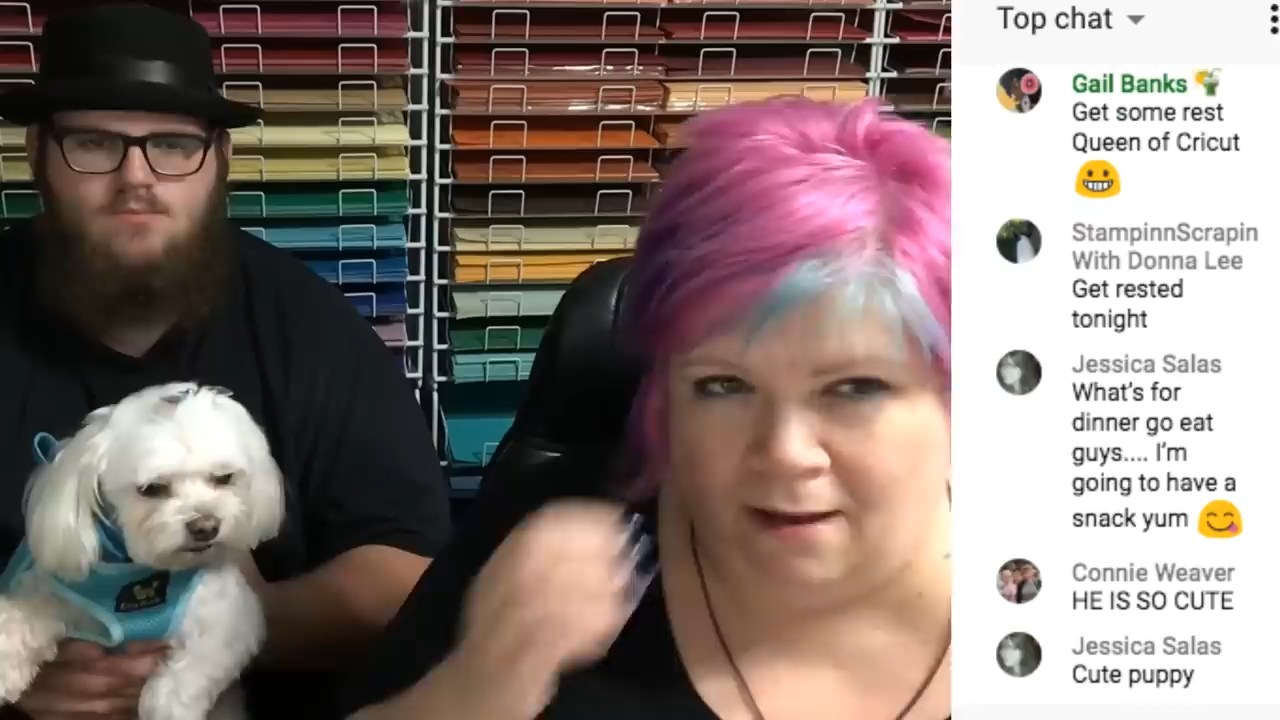 Top chat
Gail Banks
Get some rest
Queen of Cricut
StampinnScrapin
With Donna Lee
Get rested
tonight
Jessica Salas
What's for
dinner go eat
guys.... I'm
going to have a
snack yum
Connie Weaver
HE IS SO CUTE
Jessica Salas
Cute puppy